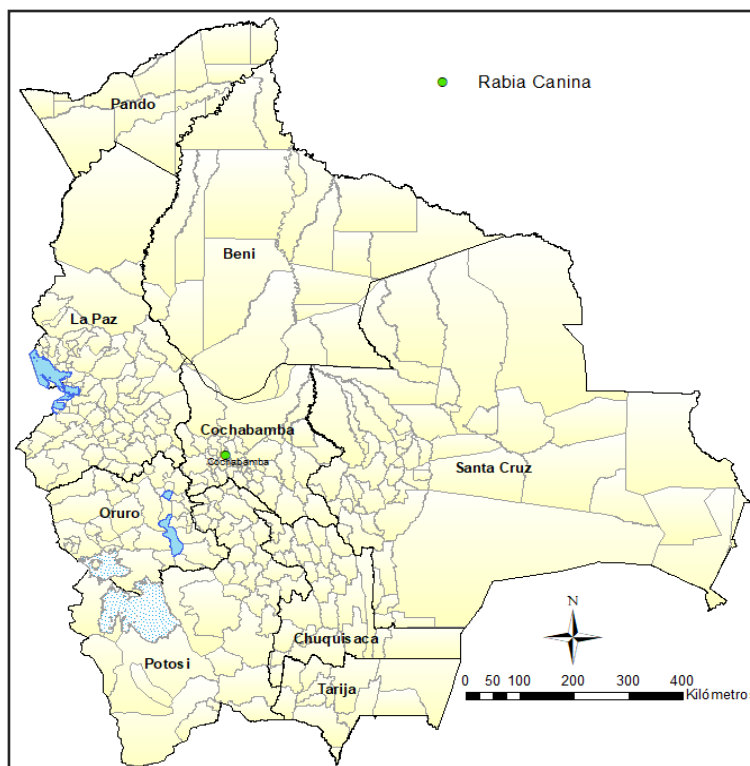 Rabia Canina
Pando
Beni
La Paz
Cochabamba
Cochabamba
Santa Cruz
Oruro
N
Chuquisaca
Potosi
Tarija
0 50 100 200 300 400
Kilómetro